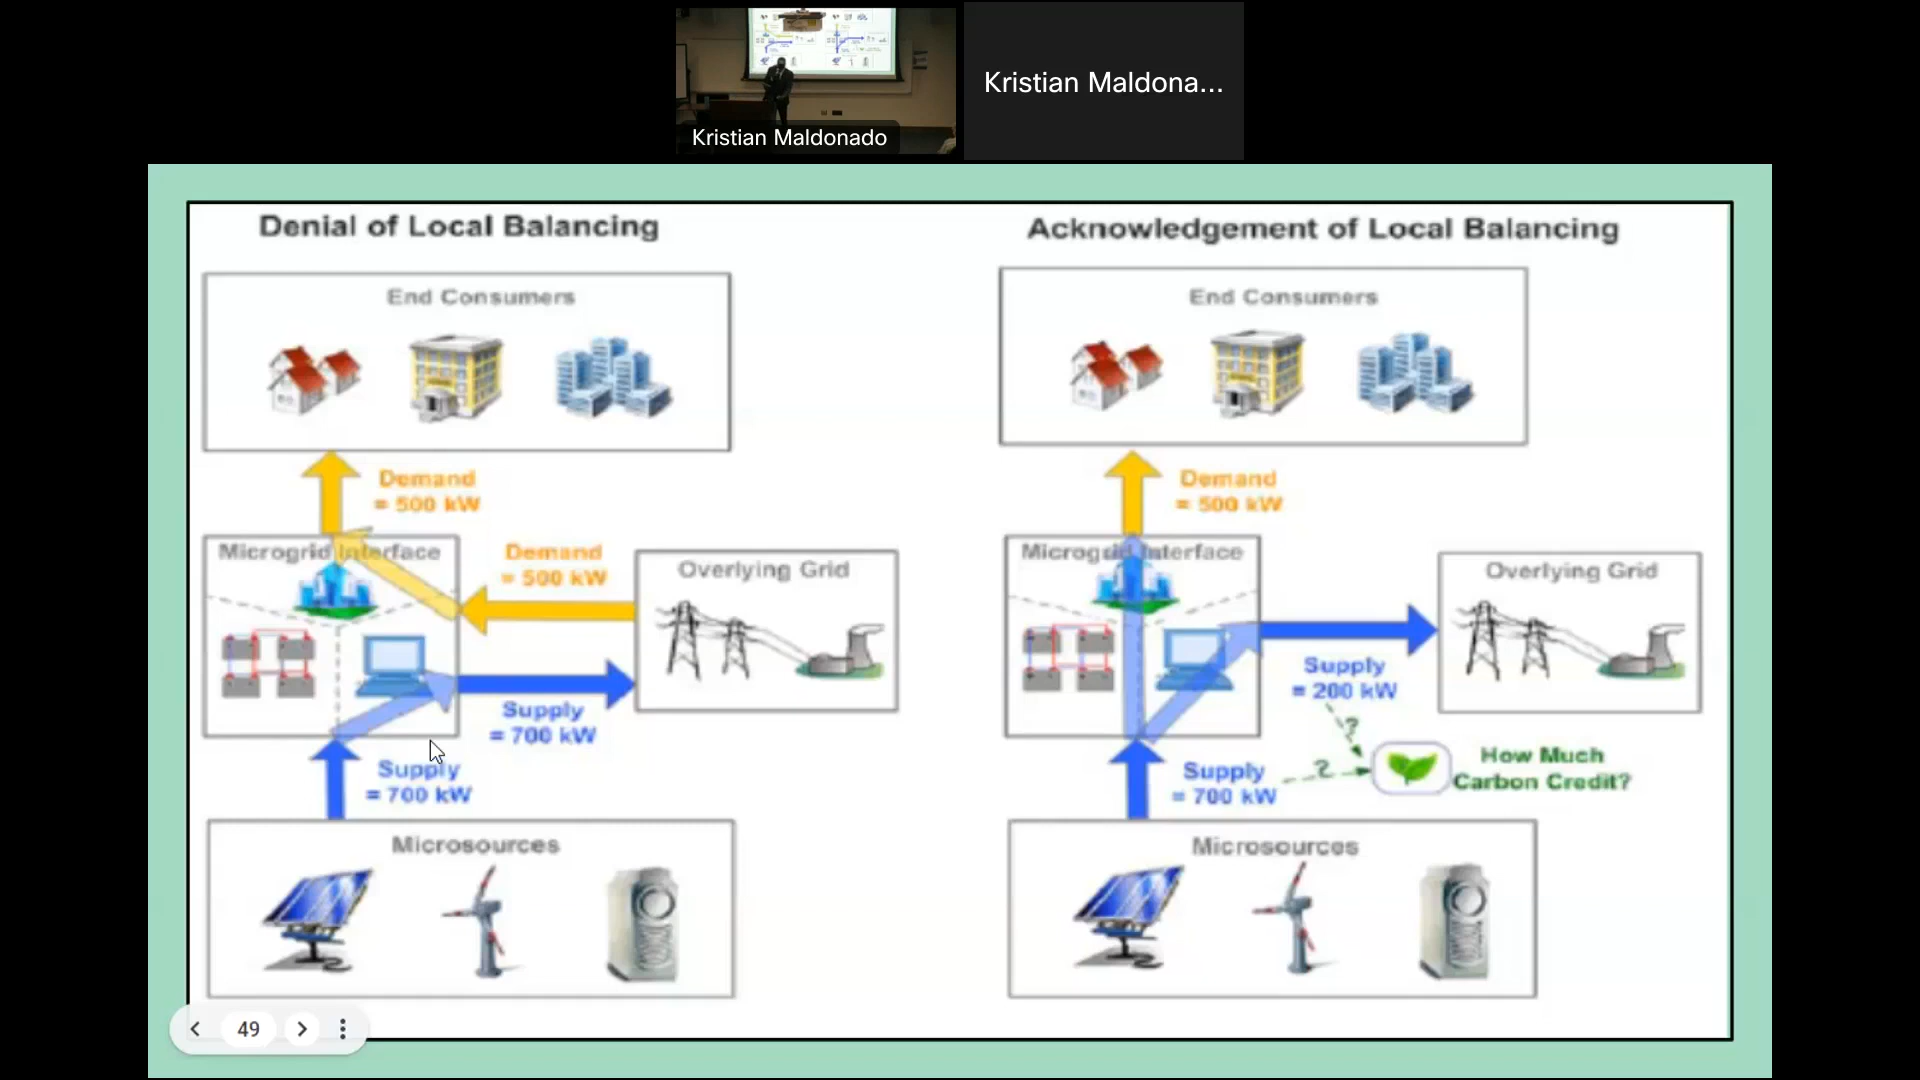 Kristian Maldonado
Kristian Maldona...
Denial of Local Balancing
End Consumers
Demand
= 500 kW
Microgrid Interface
Demand
= 500 kW
Overlying Grid
Supply
= 700 kW
Supply
= 700 kW
Microsources
Acknowledgement of Local Balancing
End Consumers
Demand
= 500 kW
Microgrid Interface
Overlying Grid
Supply
= 200 kW
?
How Much
Carbon Credit?
Supply
= 700 kW
?
Microsources
49